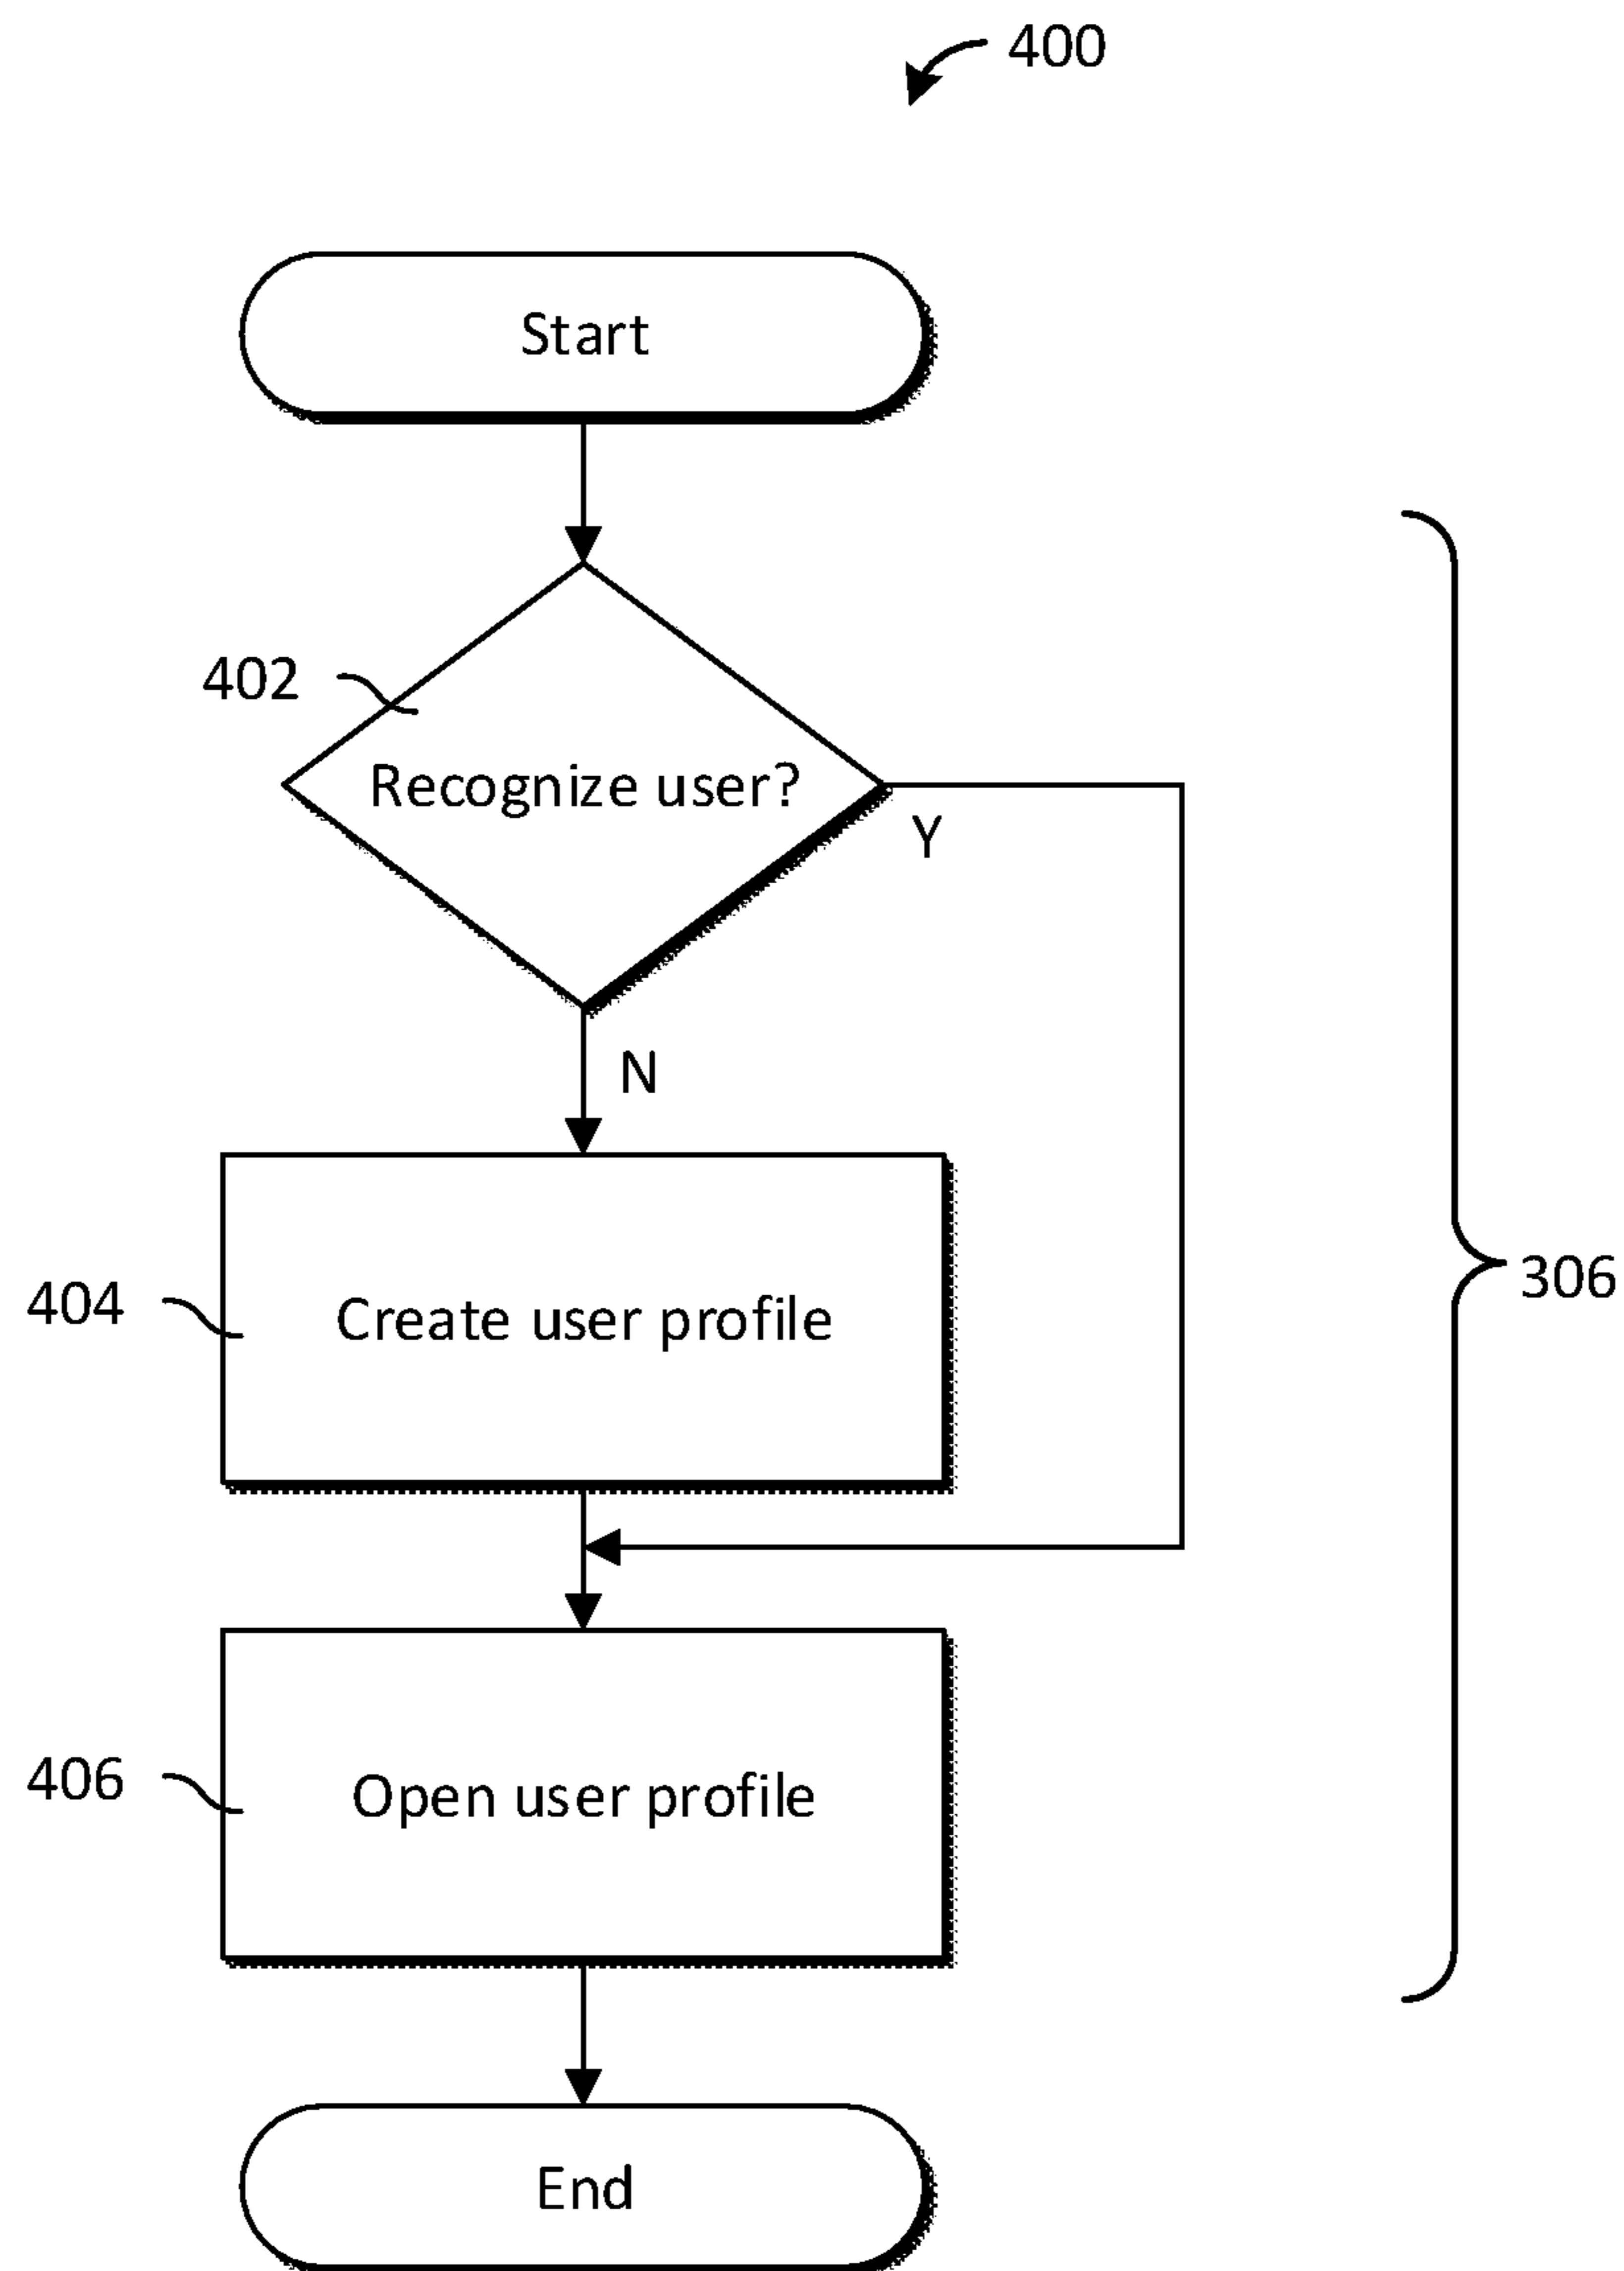 400
Start
402
Recognize user?
Y
N
306
404
Create user profile
406
Open user profile
End